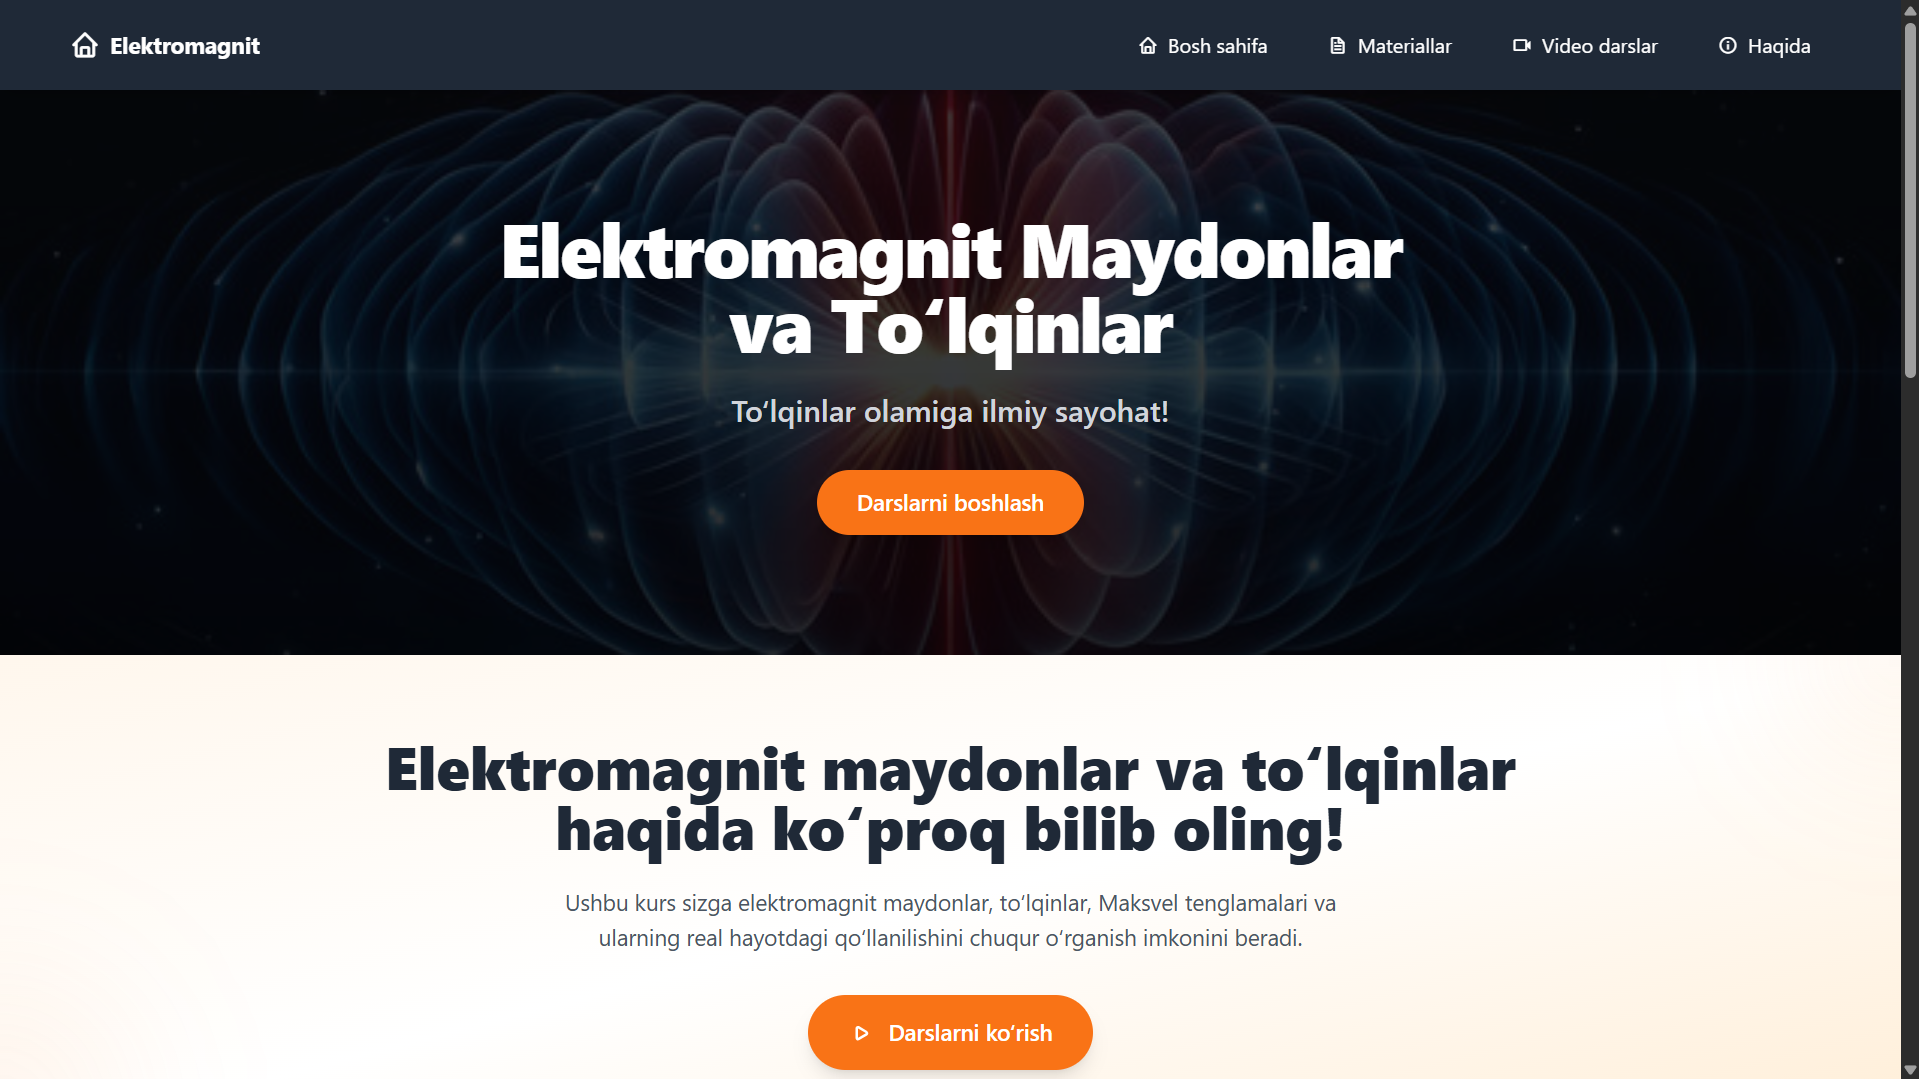 Elektromagnit
Bosh sahifa
Materiallar
Video darslar
Haqida
Elektromagnit Maydonlar
va Toʻlqinlar
Toʻlqinlar olamiga ilmiy sayohat!
Darslarni boshlash
Elektromagnit maydonlar va toʻlqinlar
haqida koʻproq bilib oling!
Ushbu kurs sizga elektromagnit maydonlar, toʻlqinlar, Maksvel tenglamalari va
ularning real hayotdagi qoʻllanilishini chuqur oʻrganish imkonini beradi.
Darslarni koʻrish